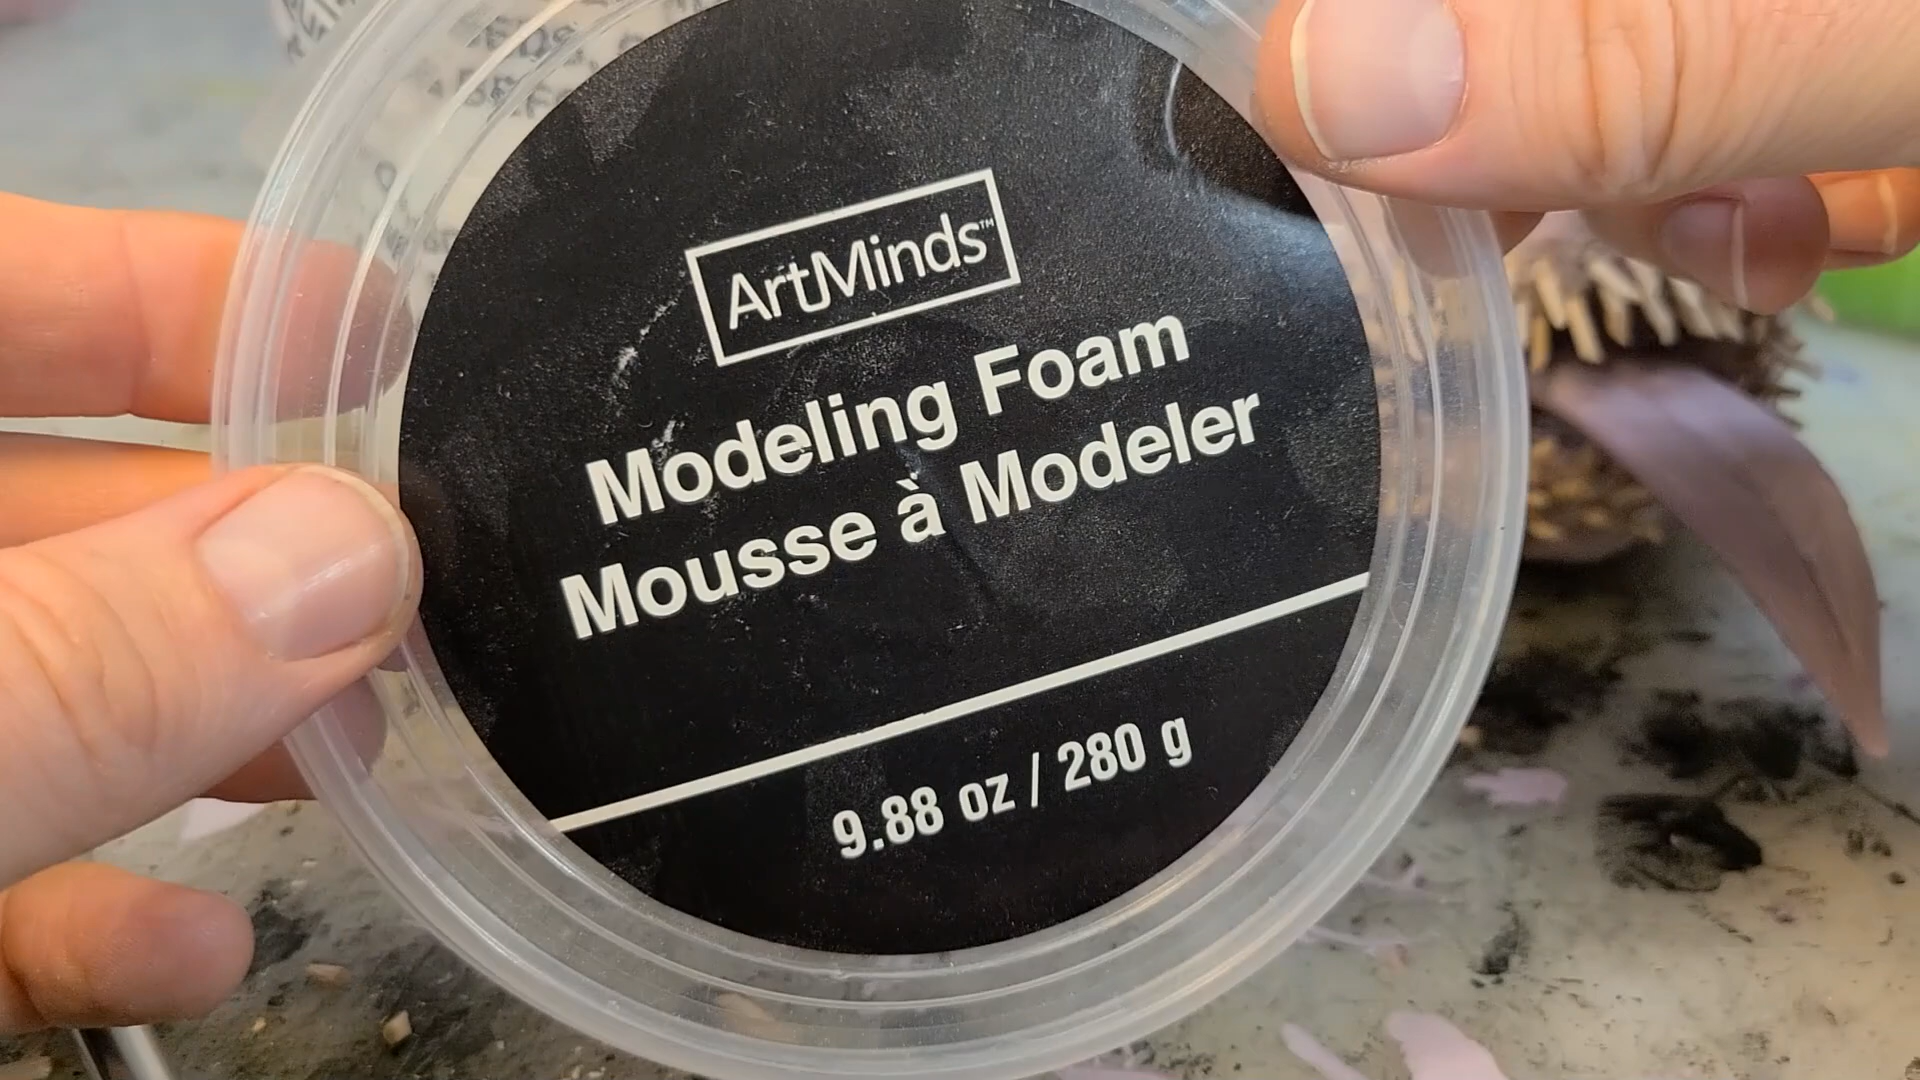 ArtMinds™
Modeling Foam
Mousse à Modeler
9.88 oz / 280 g